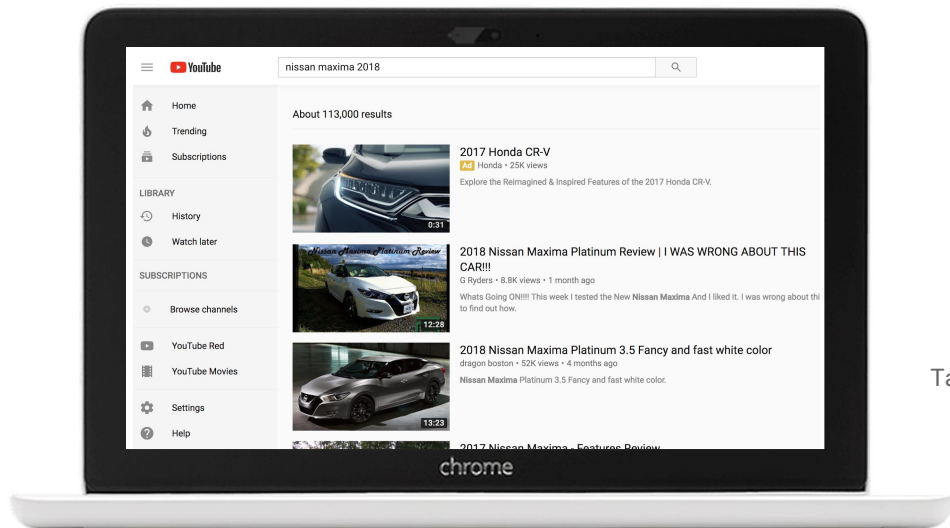 YouTube
nissan maxima 2018
Home
Trending
Subscriptions
LIBRARY
History
Watch later
SUBSCRIPTIONS
Browse channels
YouTube Red
YouTube Movies
Settings
Help
About 113,000 results
0:31
2017 Honda CR-V
Ad Honda • 25K views
Explore the Reimagined & Inspired Features of the 2017 Honda CR-V.
Nissan Maxima Platinum Review
12:28
2018 Nissan Maxima Platinum Review | I WAS WRONG ABOUT THIS
CAR!!!
G Ryders • 8.8K views • 1 month ago
Whats Going ON!!!! This week I tested the New Nissan Maxima And I liked it. I was wrong about thi
to find out how.
13:23
2018 Nissan Maxima Platinum 3.5 Fancy and fast white color
dragon boston • 52K views • 4 months ago
Nissan Maxima Platinum 3.5 Fancy and fast white color.
2017 Nissan Maxima - Features Review
chrome
Ta